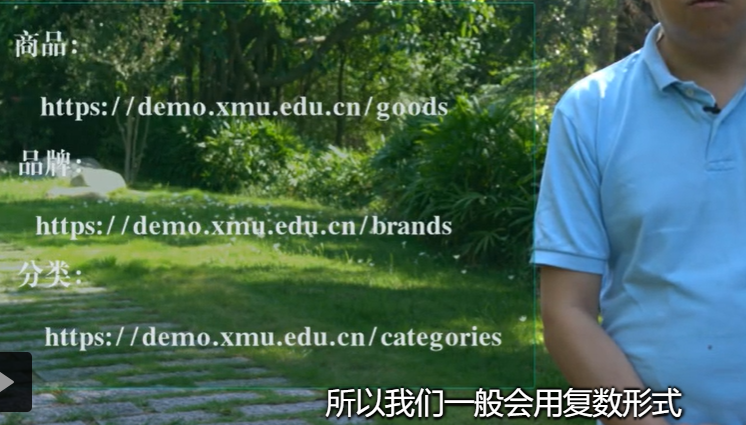 商品：
https://demo.xmu.edu.cn/goods
品牌：
https://demo.xmu.edu.cn/brands
分类：
https://demo.xmu.edu.cn/categories
所以我们一般会用复数形式